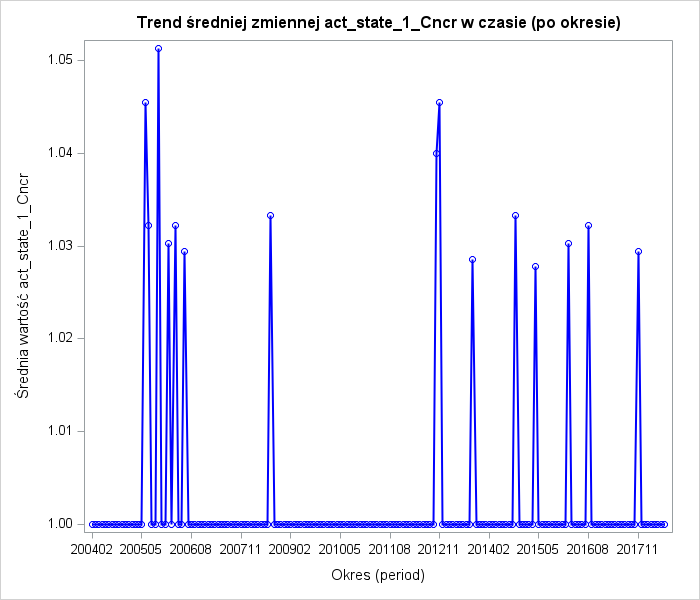 Trend średniej zmiennej act_state_1_Cncr w czasie (po okresie)
Średnia wartość act_state_1_Cncr
1.05
1.04
1.03
1.02
1.01
1.00
200402 200505 200608 200711 200902 201005 201108 201211 201402 201505 201608 201711
Okres (period)